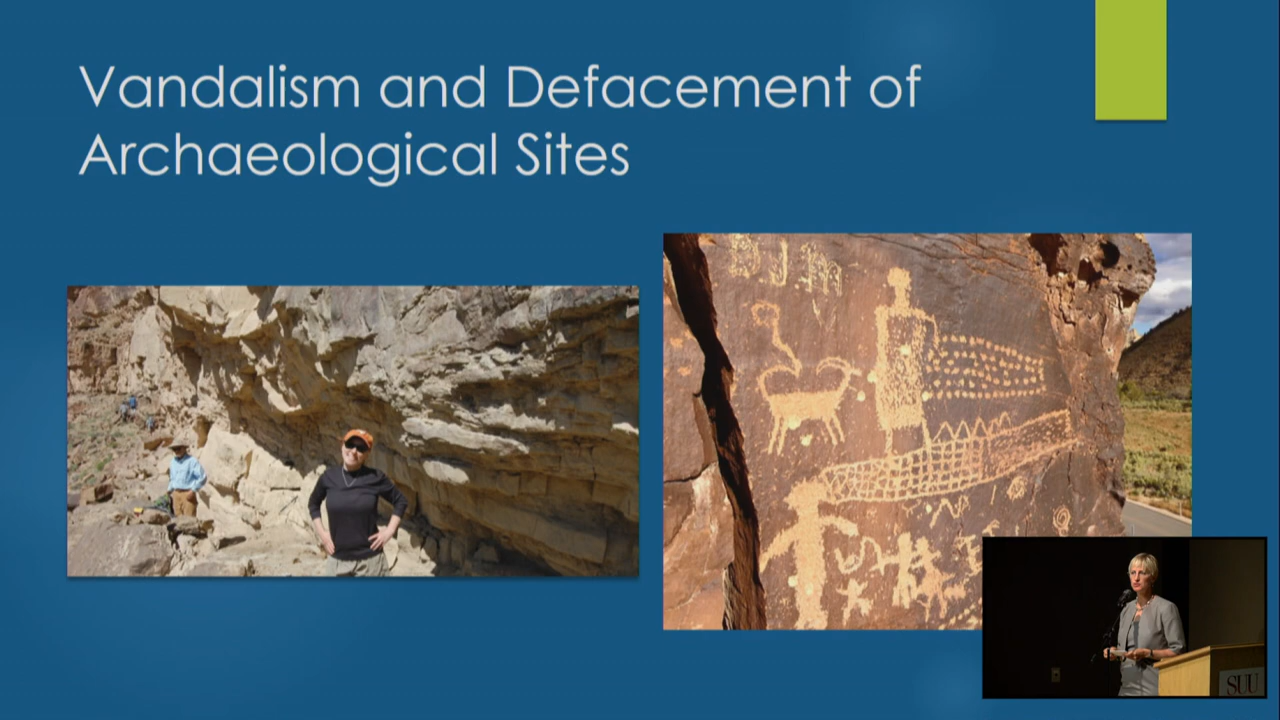 Vandalism and Defacement of
Archaeological Sites
SUU